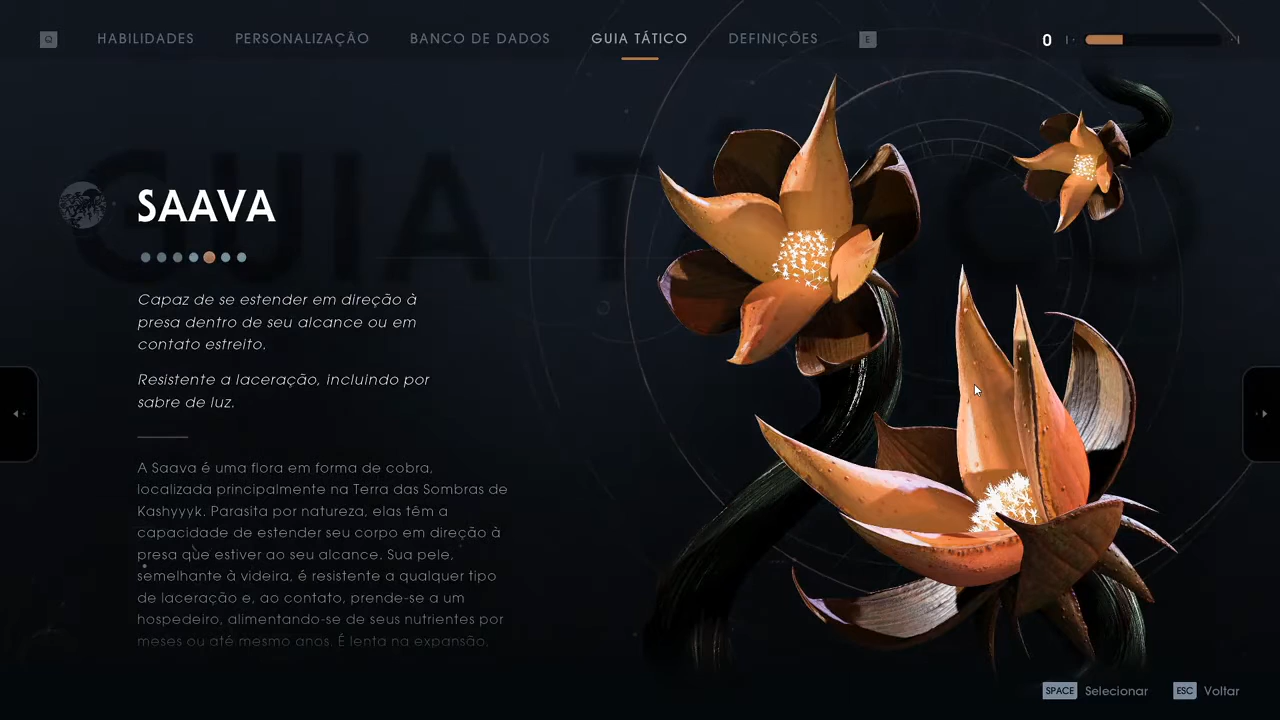 Q HABILIDADES PERSONALIZAÇÃO BANCO DE DADOS GUIA TÁTICO DEFINIÇÕES E 0
GUIA TÁTICO
SAAVA
Capaz de se estender em direção à
presa dentro de seu alcance ou em
contato estreito.
Resistente a laceração, incluindo por
sabre de luz.
A Saava é uma flora em forma de cobra,
localizada principalmente na Terra das Sombras de
Kashyyyk. Parasita por natureza, elas têm a
capacidade de estender seu corpo em direção à
presa que estiver ao seu alcance. Sua pele,
semelhante à videira, é resistente a qualquer tipo
de laceração e, ao contato, prende-se a um
hospedeiro, alimentando-se de seus nutrientes por
meses ou até mesmo anos. É lenta na expansão,
SPACE Selecionar ESC Voltar